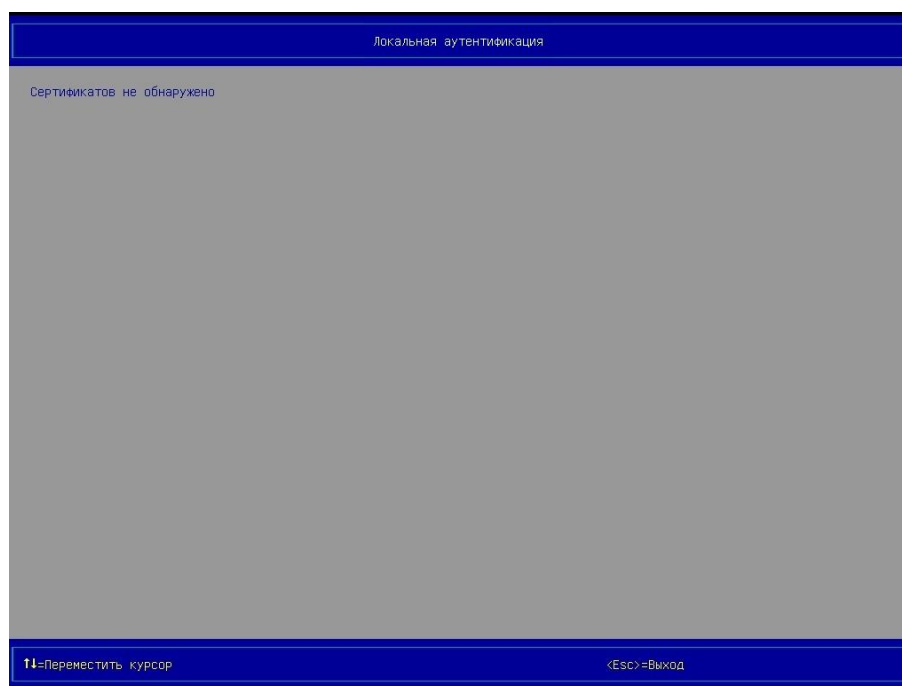 Локальная аутентификация
Сертификатов не обнаружено
↑↓=Переместить курсор <Esc>=Выход